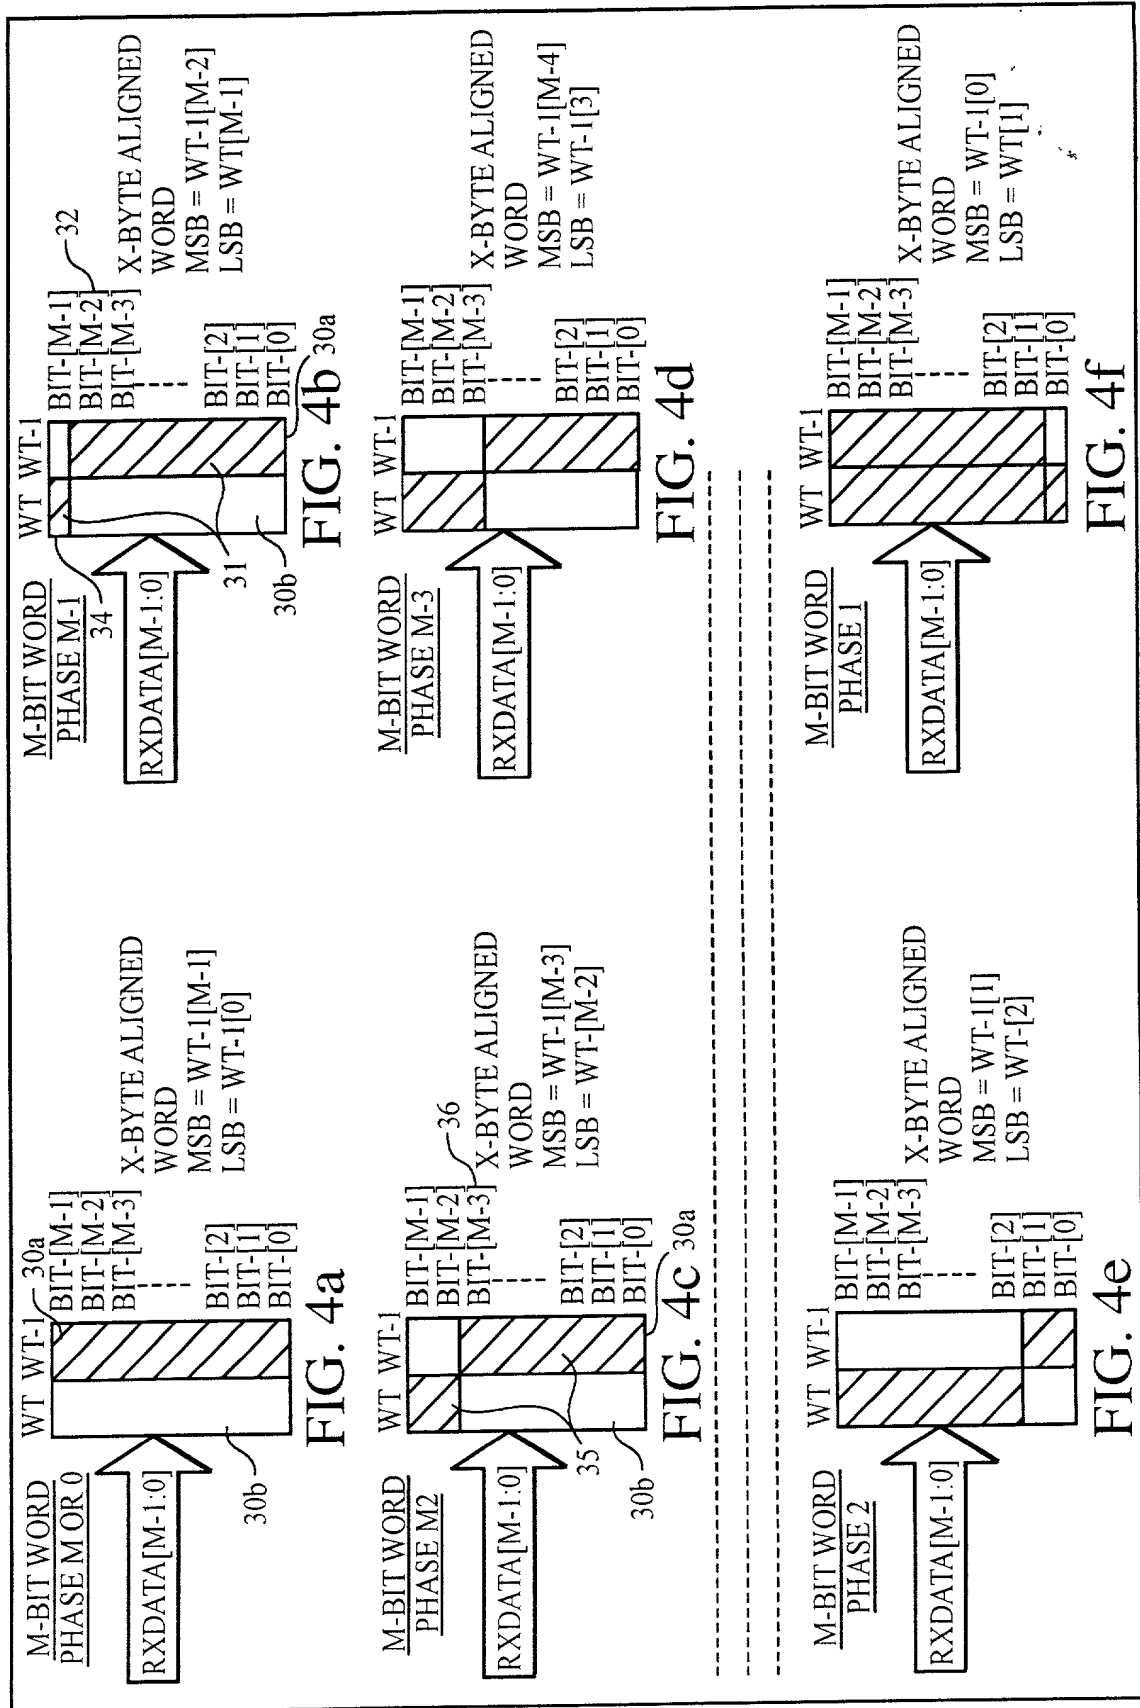 M-BIT WORD
PHASE M OR 0
WT WT-1
30a
RXDATA[M-1:0]
BIT-[M-1]
BIT-[M-2]
BIT-[M-3]
BIT-[2]
BIT-[1]
BIT-[0]
30b
X-BYTE ALIGNED
WORD
MSB = WT-1[M-1]
LSB = WT-1[0]
FIG. 4a
M-BIT WORD
PHASE M-1
34
WT WT-1
RXDATA[M-1:0]
BIT-[M-1]
BIT-[M-2]
BIT-[M-3]
32
BIT-[2]
BIT-[1]
BIT-[0]
31
30b
30a
X-BYTE ALIGNED
WORD
MSB = WT-1[M-2]
LSB = WT[M-1]
FIG. 4b
M-BIT WORD
PHASE M2
WT WT-1
RXDATA[M-1:0]
BIT-[M-1]
BIT-[M-2]
BIT-[M-3]
36
BIT-[2]
BIT-[1]
BIT-[0]
35
30b
30a
X-BYTE ALIGNED
WORD
MSB = WT-1[M-3]
LSB = WT-[M-2]
FIG. 4c
M-BIT WORD
PHASE M-3
WT WT-1
RXDATA[M-1:0]
BIT-[M-1]
BIT-[M-2]
BIT-[M-3]
BIT-[2]
BIT-[1]
BIT-[0]
X-BYTE ALIGNED
WORD
MSB = WT-1[M-4]
LSB = WT-1[3]
FIG. 4d
M-BIT WORD
PHASE 2
WT WT-1
RXDATA[M-1:0]
BIT-[M-1]
BIT-[M-2]
BIT-[M-3]
BIT-[2]
BIT-[1]
BIT-[0]
X-BYTE ALIGNED
WORD
MSB = WT-1[1]
LSB = WT-[2]
FIG. 4e
M-BIT WORD
PHASE 1
WT WT-1
RXDATA[M-1:0]
BIT-[M-1]
BIT-[M-2]
BIT-[M-3]
BIT-[2]
BIT-[1]
BIT-[0]
X-BYTE ALIGNED
WORD
MSB = WT-1[0]
LSB = WT[1]
FIG. 4f